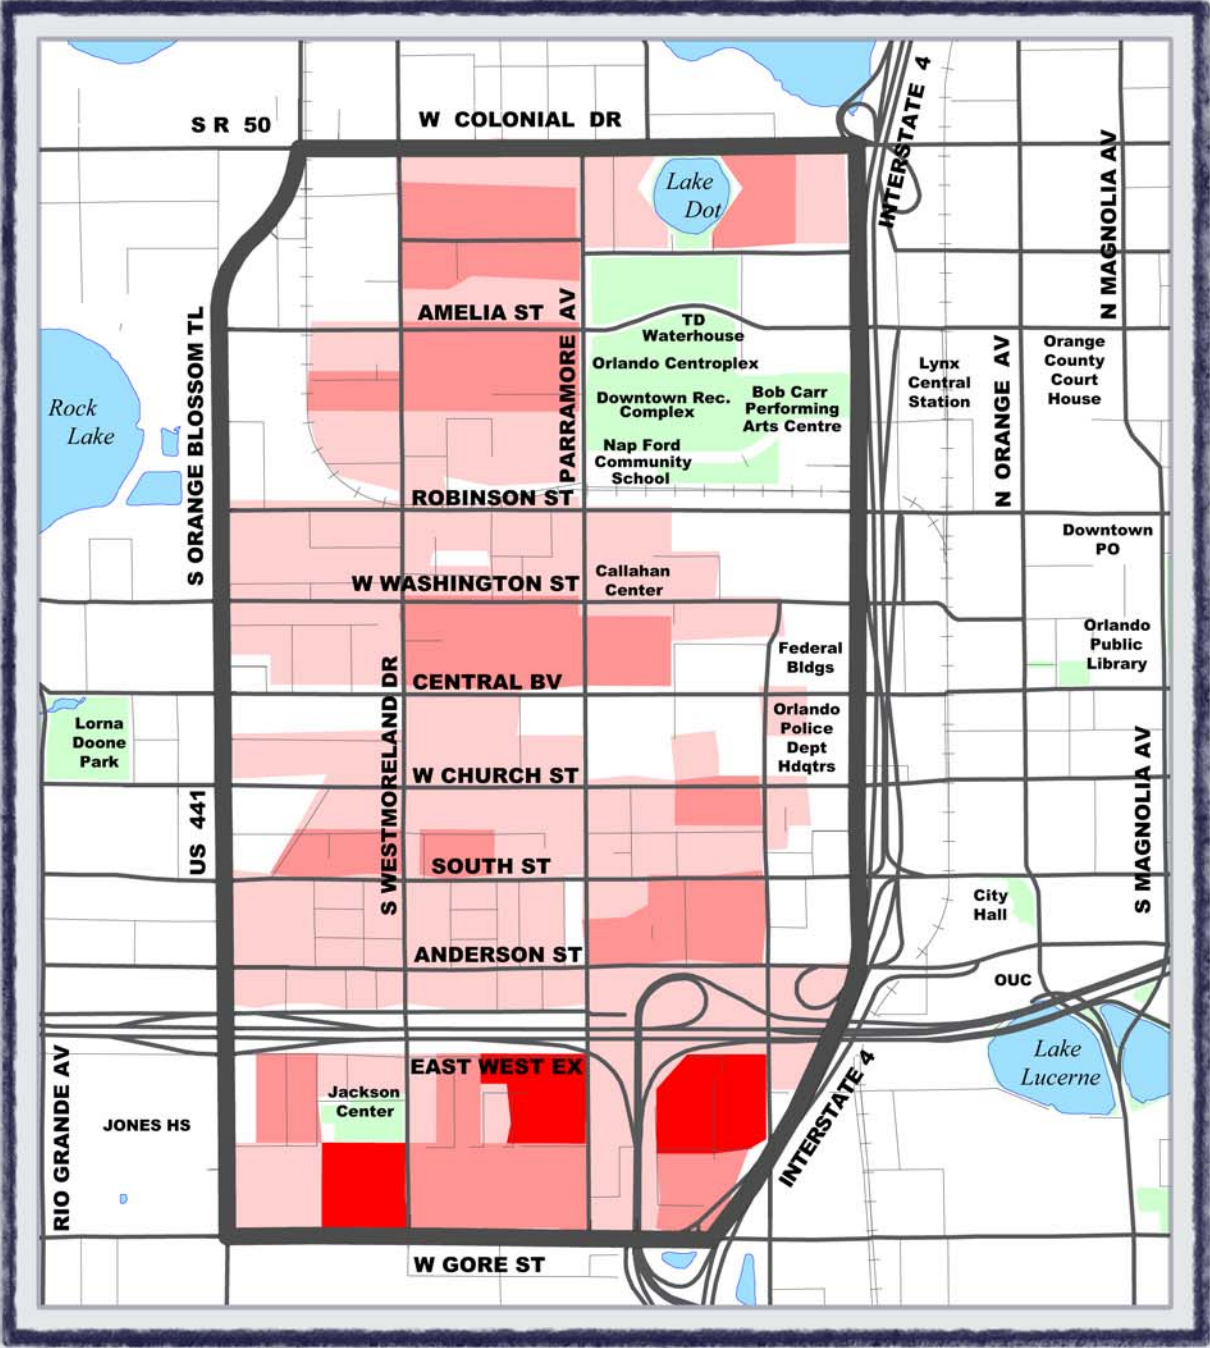 S R 50
W COLONIAL DR
INTERSTATE 4
N MAGNOLIA AV
Lake
Dot
AMELIA ST
PARRAMORE AV
TD
Waterhouse
Orlando Centroplex
Downtown Rec.
Complex
Bob Carr
Performing
Arts Centre
Nap Ford
Community
School
Lynx
Central
Station
N ORANGE AV
Orange
County
Court
House
Rock
Lake
S ORANGE BLOSSOM TL
ROBINSON ST
Downtown
PO
W WASHINGTON ST
Callahan
Center
Federal
Bldgs
Orlando
Public
Library
CENTRAL BV
S WESTMORELAND DR
Lorna
Doone
Park
Orlando
Police
Dept
Hdqtrs
W CHURCH ST
US 441
S MAGNOLIA AV
SOUTH ST
City
Hall
ANDERSON ST
OUC
EAST WEST EX
Jackson
Center
Lake
Lucerne
RIO GRANDE AV
JONES HS
INTERSTATE 4
W GORE ST